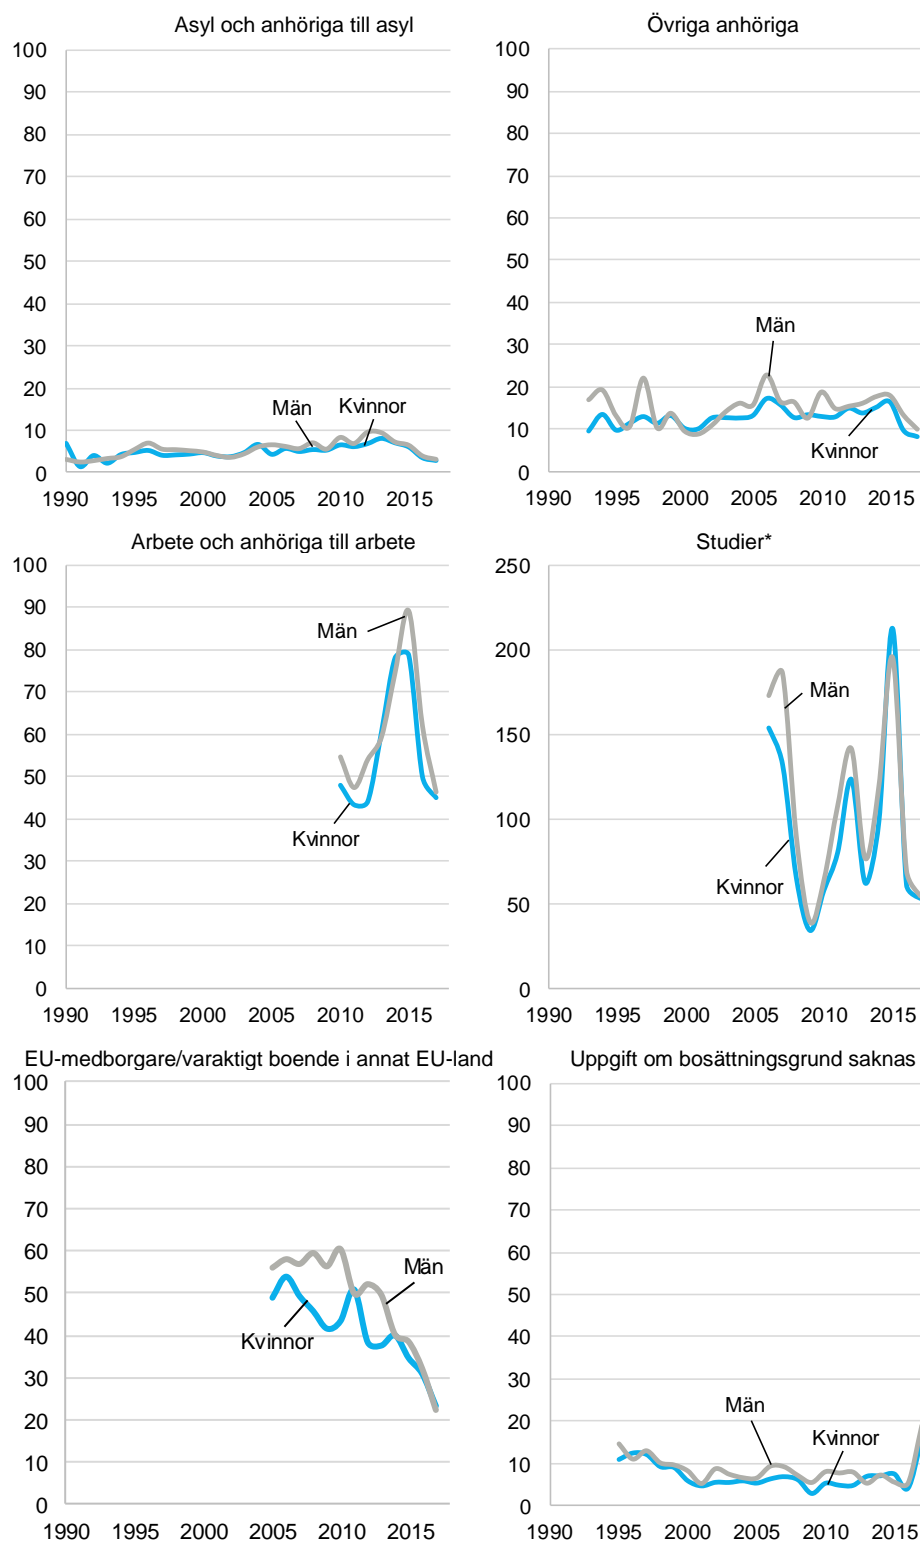 Asyl och anhöriga till asyl
100
90
80
70
60
50
40
30
20
10
0
Män
Kvinnor
1990 1995 2000 2005 2010 2015
Övriga anhöriga
100
90
80
70
60
50
40
30
20
10
0
Män
Kvinnor
1990 1995 2000 2005 2010 2015
Arbete och anhöriga till arbete
100
90
80
70
60
50
40
30
20
10
0
Män
Kvinnor
1990 1995 2000 2005 2010 2015
Studier*
250
200
150
100
50
0
Män
Kvinnor
1990 1995 2000 2005 2010 2015
EU-medborgare/varaktigt boende i annat EU-land
100
90
80
70
60
50
40
30
20
10
0
Män
Kvinnor
1990 1995 2000 2005 2010 2015
Uppgift om bosättningsgrund saknas
100
90
80
70
60
50
40
30
20
10
0
Män
Kvinnor
1990 1995 2000 2005 2010 2015